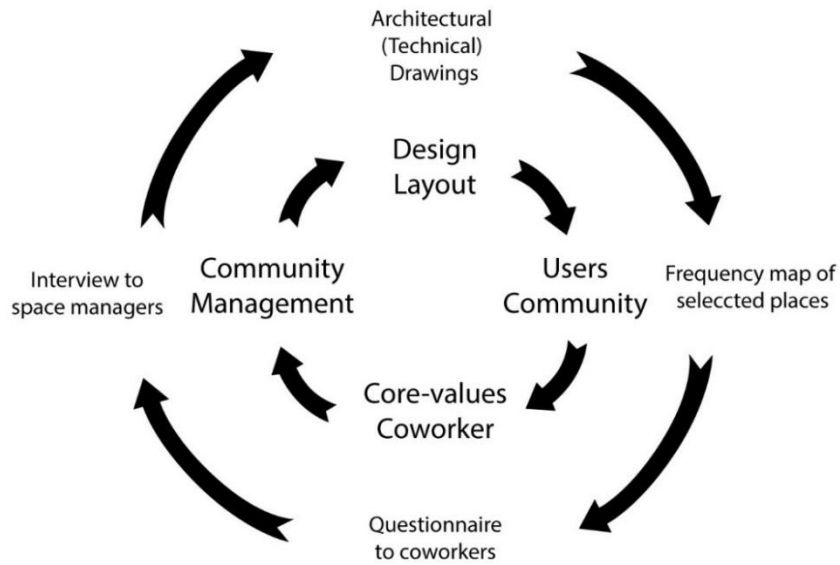 Architectural
(Technical)
Drawings
Design
Layout
Interview to
space managers
Community
Management
Users
Community
Frequency map of
seleccted places
Core-values
Coworker
Questionnaire
to coworkers